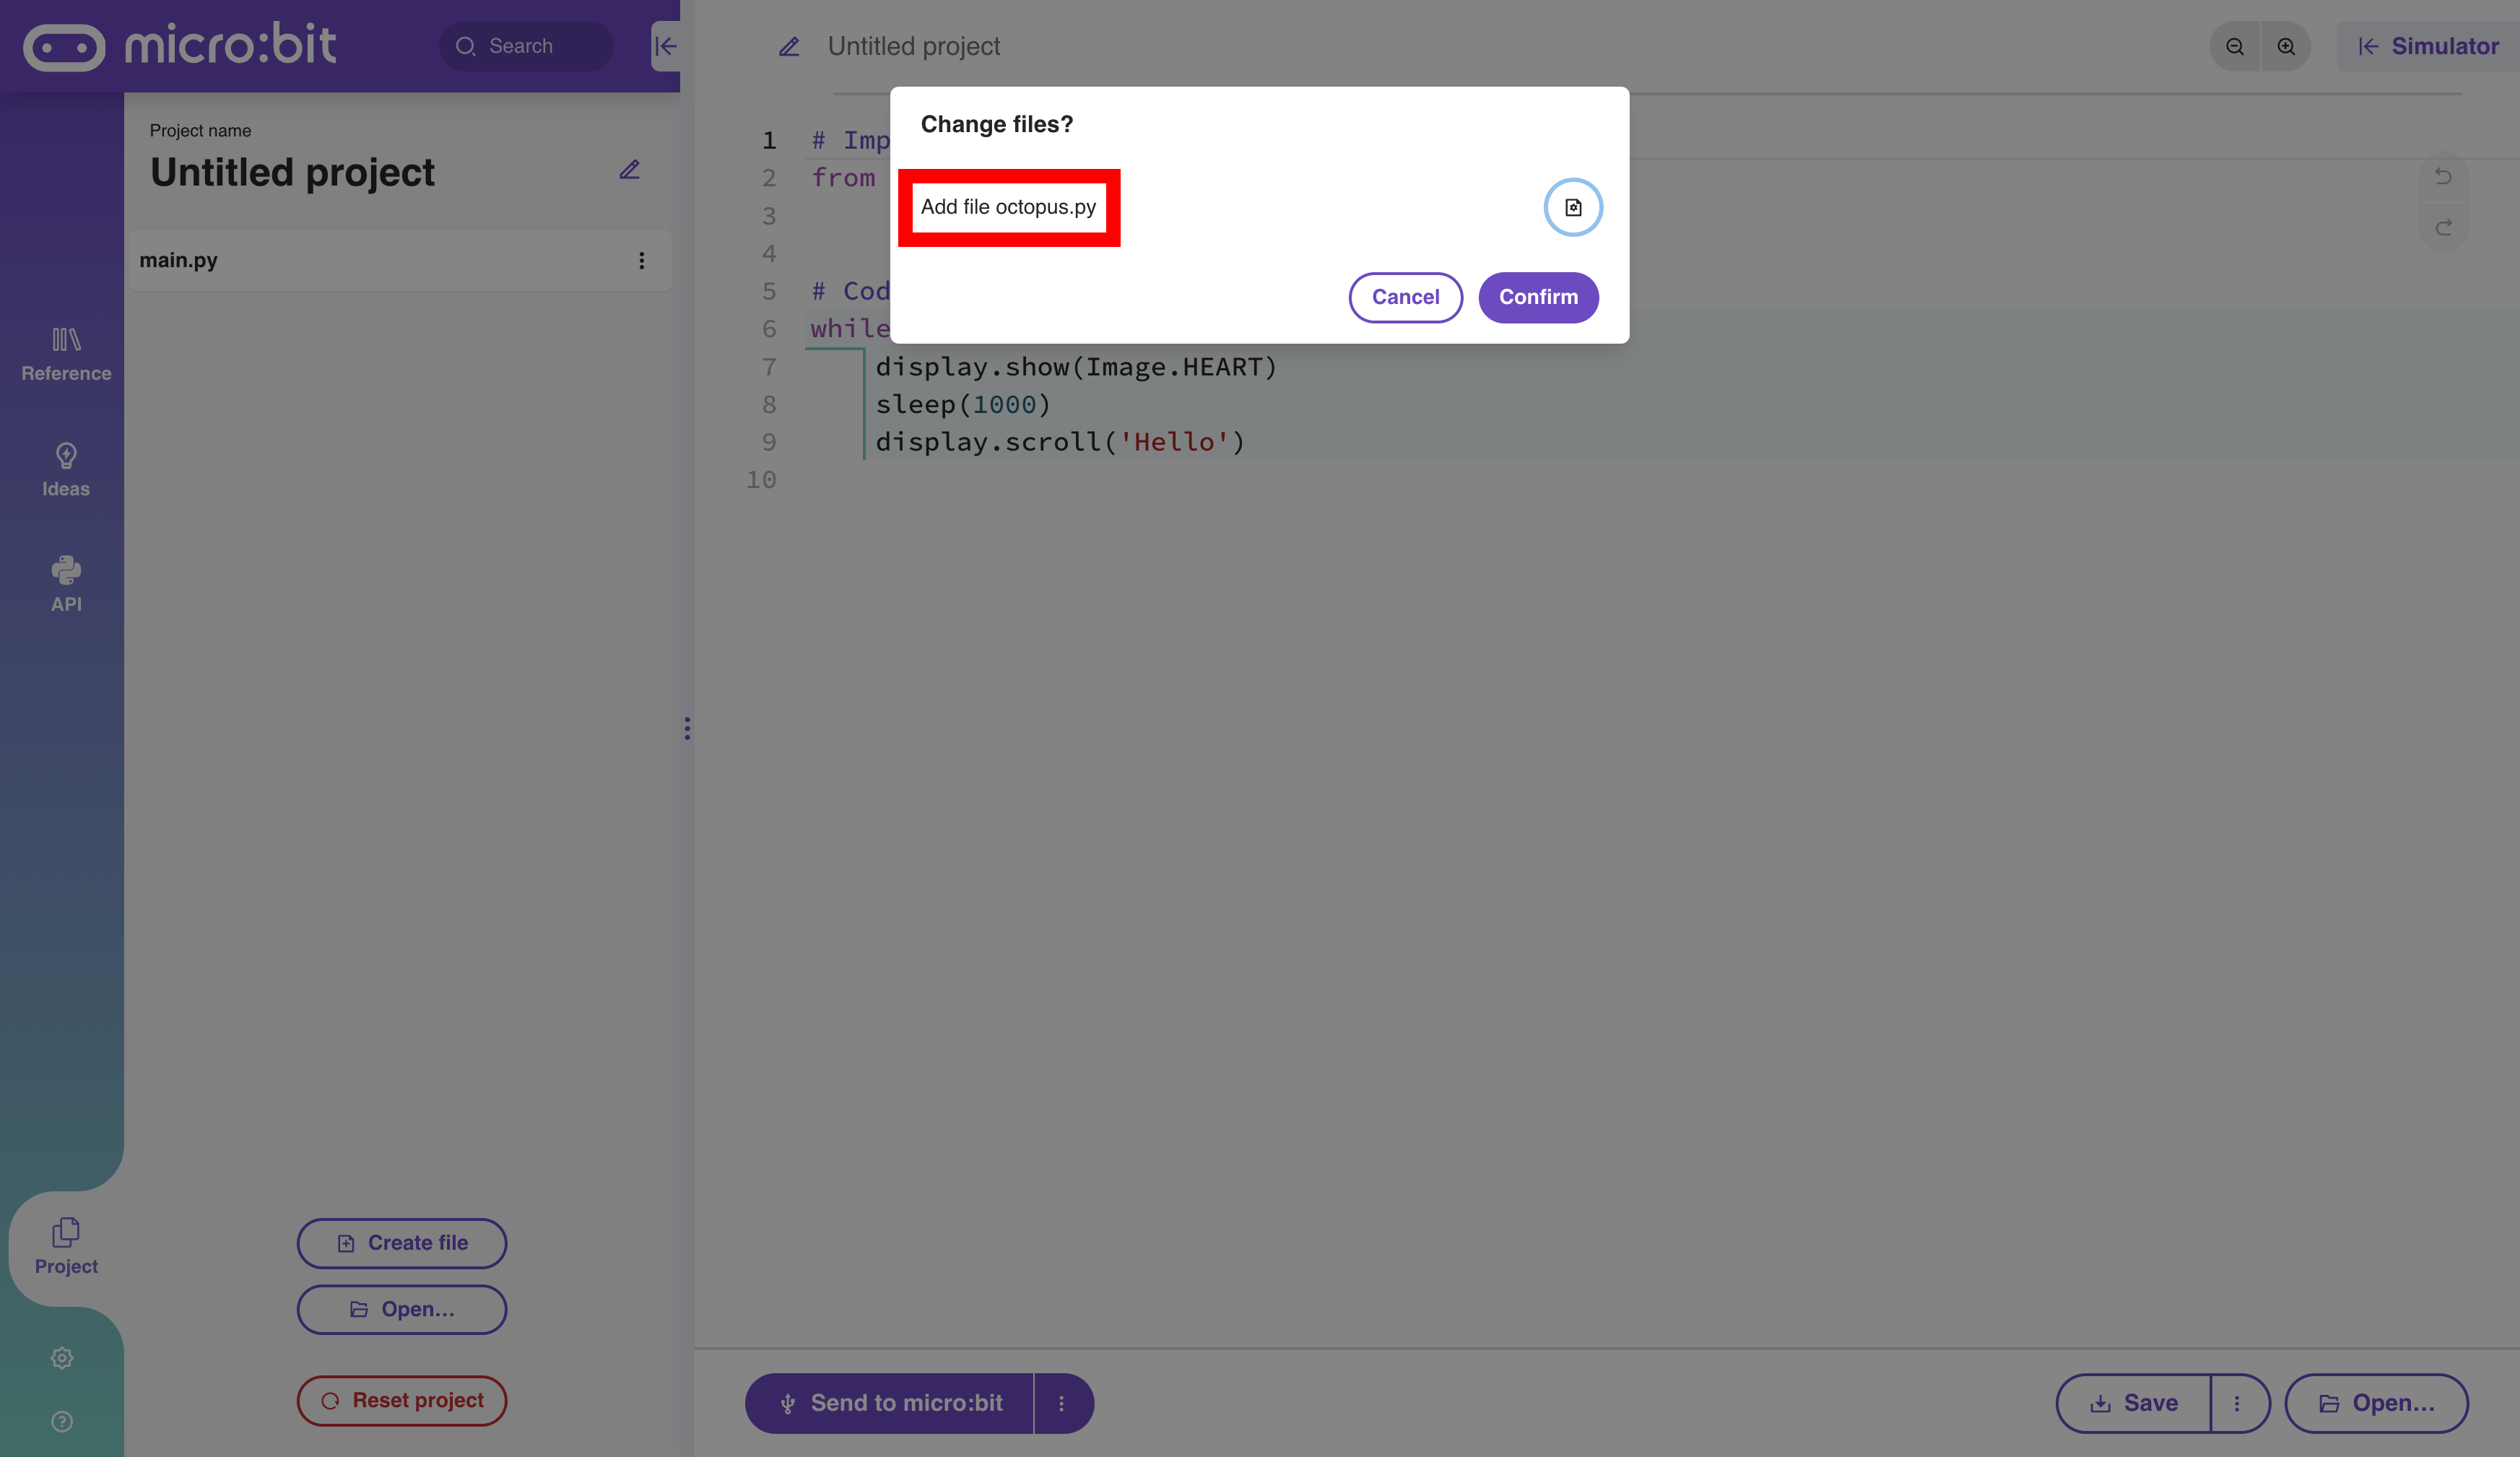 micro:bit
Search
Untitled project
Simulator
Project name
Untitled project
main.py
Reference
Ideas
API
Project
Create file
Open...
Reset project
Change files?
Add file octopus.py
Cancel
Confirm
1 # Imp
2 from
3
4
5 # Cod
6 while
7 display.show(Image.HEART)
8 sleep(1000)
9 display.scroll('Hello')
10
Send to micro:bit
Save
Open...